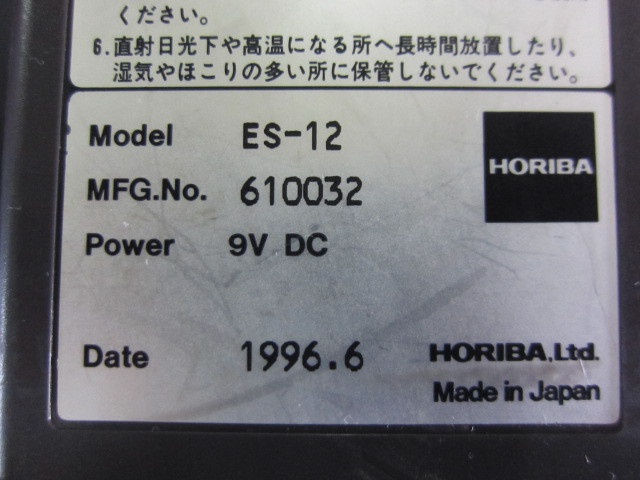 ください。
6.直射日光下や高温になる所へ長時間放置したり、
湿気やほこりの多い所に保管しないでください。
Model ES-12
HORIBA
MFG.No. 610032
Power 9V DC
Date 1996.6
HORIBA,Ltd.
Made in Japan